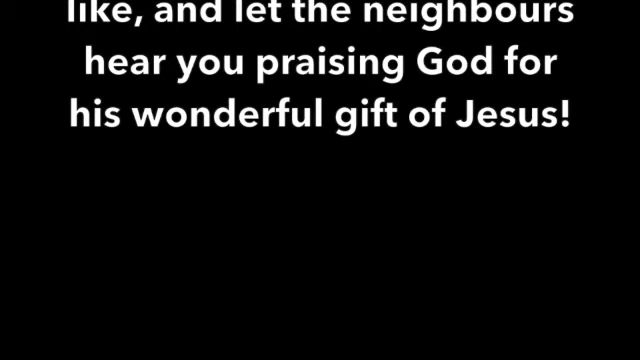 like, and let the neighbours
hear you praising God for
his wonderful gift of Jesus!